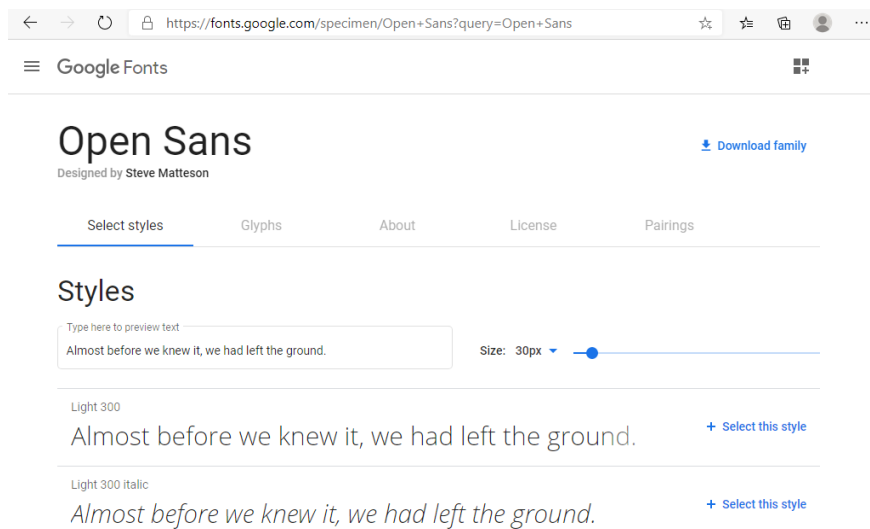 https://fonts.google.com/specimen/Open+Sans?query=Open+Sans
Google Fonts
Open Sans
Download family
Designed by Steve Matteson
Select styles Glyphs About License Pairings
Styles
Type here to preview text
Almost before we knew it, we had left the ground.
Size: 30px
Light 300
Almost before we knew it, we had left the ground.
+ Select this style
Light 300 italic
Almost before we knew it, we had left the ground.
+ Select this style